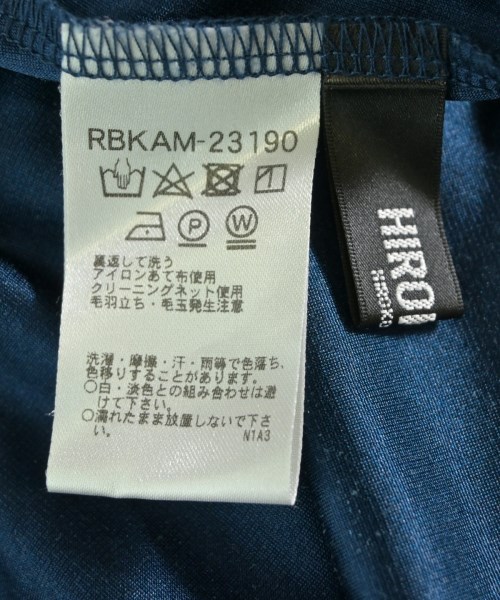 RBKAM-23190
裏返して洗う
アイロンあて布使用
クリーニングネット使用
毛羽立ち・毛玉発生注意
洗濯・摩擦・汗・雨等で色落ち、
色移りすることがあります。
○白・淡色との組み合わせは避
けて下さい。
○濡れたまま放置しないで下さ
い。
N1A3
P
W
HIRO
HIROKO